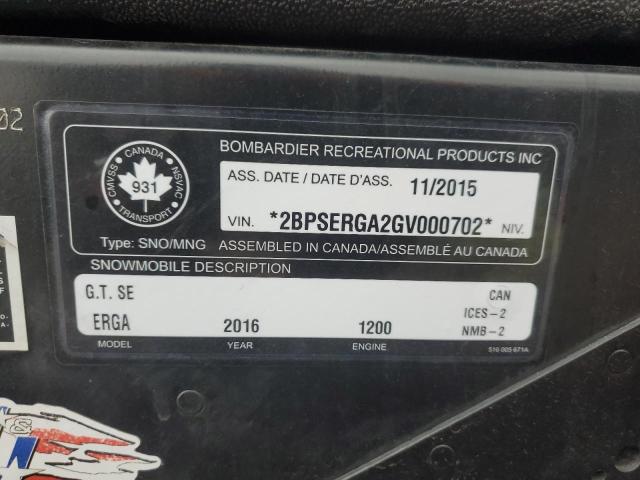 02
BOMBARDIER RECREATIONAL PRODUCTS INC
CANADA
CMVSS
NSVAC
931
TRANSPORT
ASS. DATE / DATE D'ASS. 11/2015
VIN. *2BPSERGA2GV000702* NIV.
Type: SNO/MNG ASSEMBLED IN CANADA/ASSEMBLÉ AU CANADA
SNOWMOBILE DESCRIPTION
G.T. SE CAN
ICES-2
ERGA 2016 1200 NMB-2
MODEL YEAR ENGINE 516 005 671A